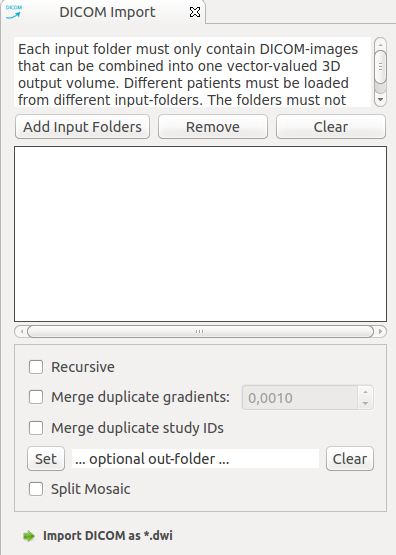 DICOM
DICOM Import
Each input folder must only contain DICOM-images
that can be combined into one vector-valued 3D
output volume. Different patients must be loaded
from different input-folders. The folders must not
Add Input Folders Remove Clear
Recursive
Merge duplicate gradients: 0,0010
Merge duplicate study IDs
Set ... optional out-folder ... Clear
Split Mosaic
Import DICOM as *.dwi